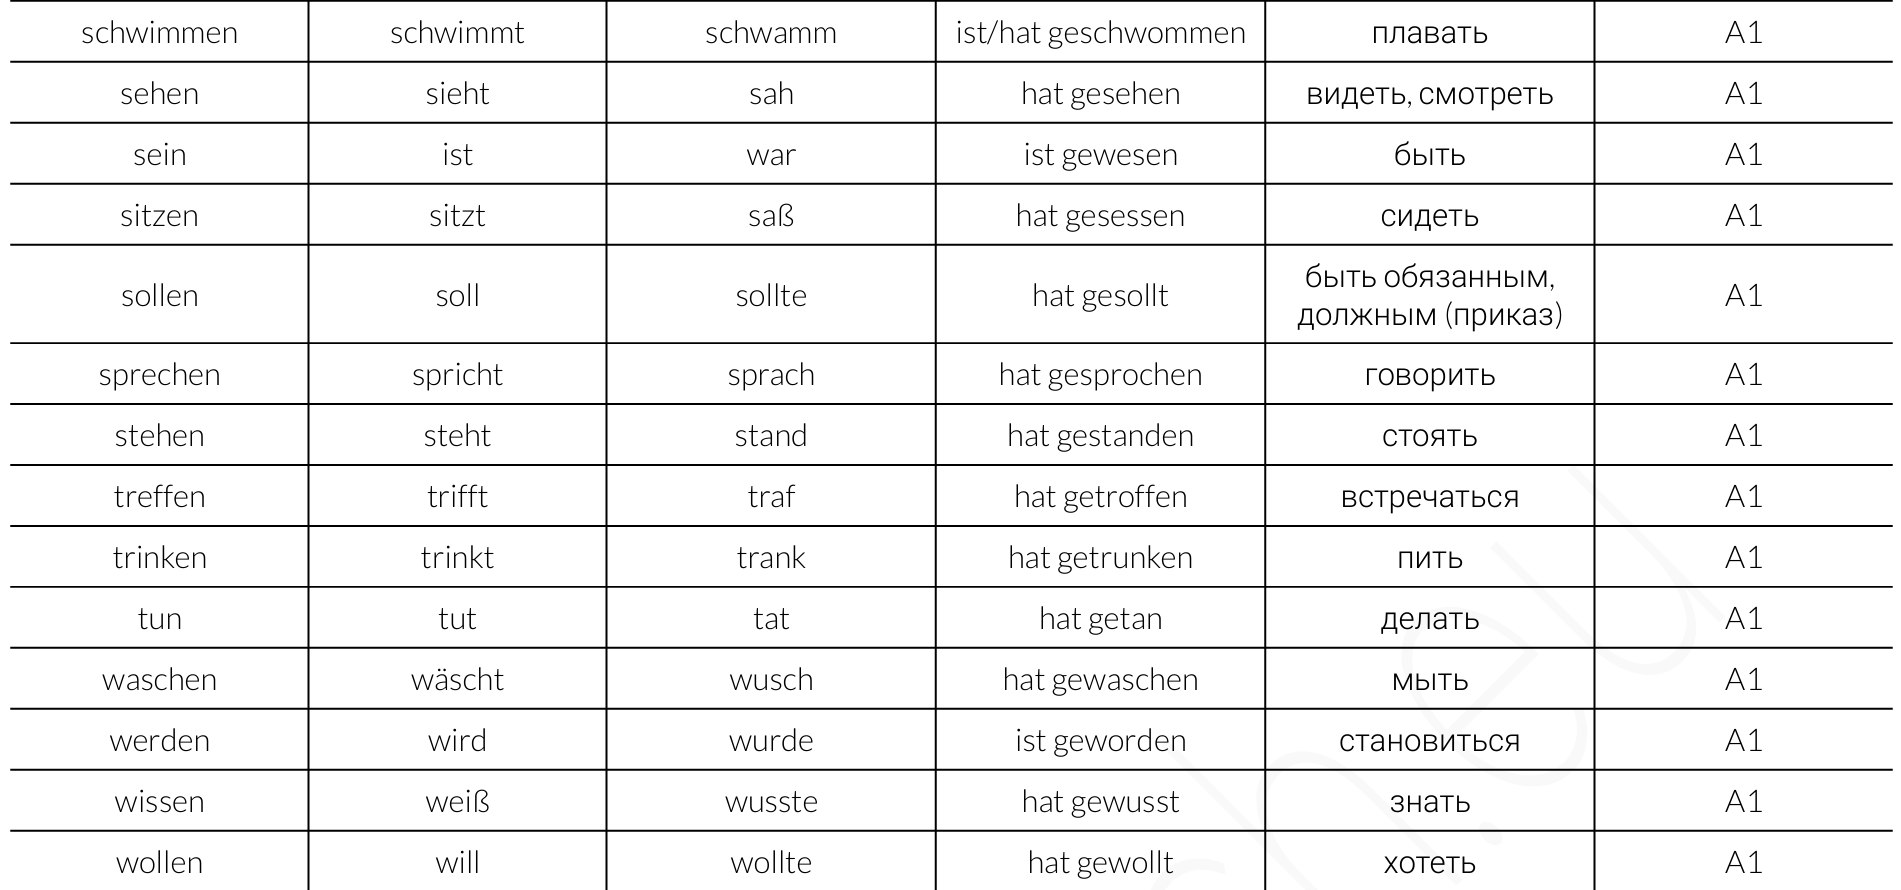 schwimmen schwimmt schwamm ist/hat geschwommen плавать A1
sehen sieht sah hat gesehen видеть, смотреть A1
sein ist war ist gewesen быть A1
sitzen sitzt saß hat gesessen сидеть A1
sollen soll sollte hat gesollt быть обязанным, должным (приказ) A1
sprechen spricht sprach hat gesprochen говорить A1
stehen steht stand hat gestanden стоять A1
treffen trifft traf hat getroffen встречаться A1
trinken trinkt trank hat getrunken пить A1
tun tut tat hat getan делать A1
waschen wäscht wusch hat gewaschen мыть A1
werden wird wurde ist geworden становиться A1
wissen weiß wusste hat gewusst знать A1
wollen will wollte hat gewollt хотеть A1